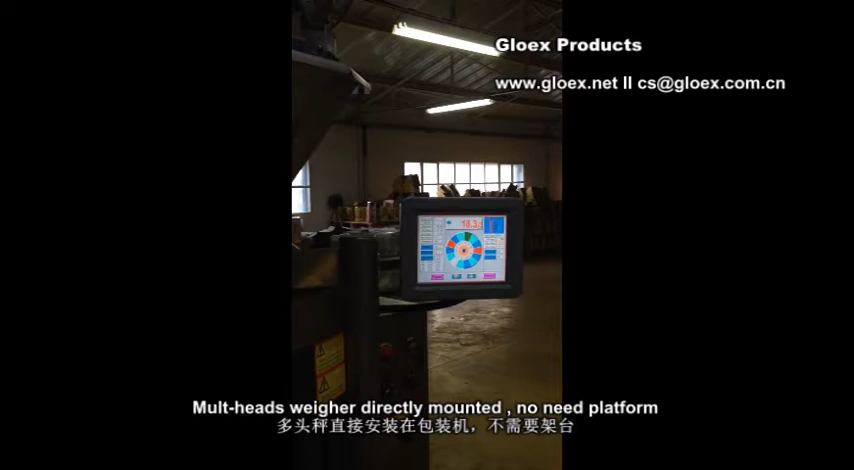 Gloex Products
www.gloex.net ll cs@gloex.com.cn
Mult-heads weigher directly mounted , no need platform
多头秤直接安装在包装机，不需要架台